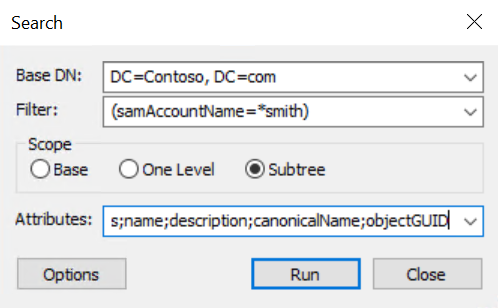 Search
Base DN: DC=Contoso, DC=com
Filter: (samAccountName=*smith)
Scope
Base One Level Subtree
Attributes: s;name;description;canonicalName;objectGUID
Options Run Close